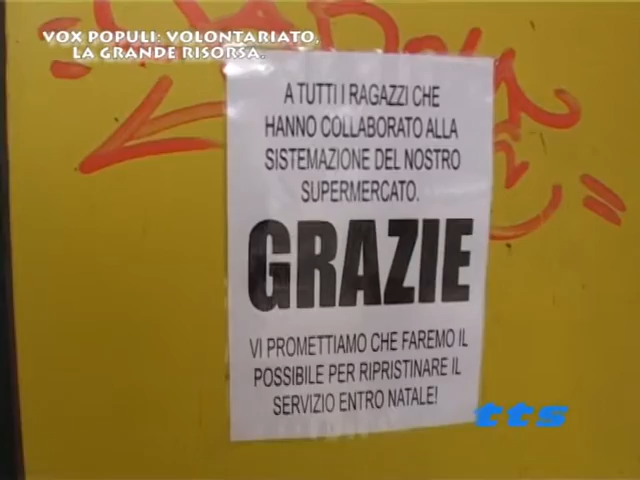 VOX POPULI: VOLONTARIATO,
LA GRANDE RISORSA.
A TUTTI I RAGAZZI CHE
HANNO COLLABORATO ALLA
SISTEMAZIONE DEL NOSTRO
SUPERMERCATO.
GRAZIE
VI PROMETTIAMO CHE FAREMO IL
POSSIBILE PER RIPRISTINARE IL
SERVIZIO ENTRO NATALE!
tts